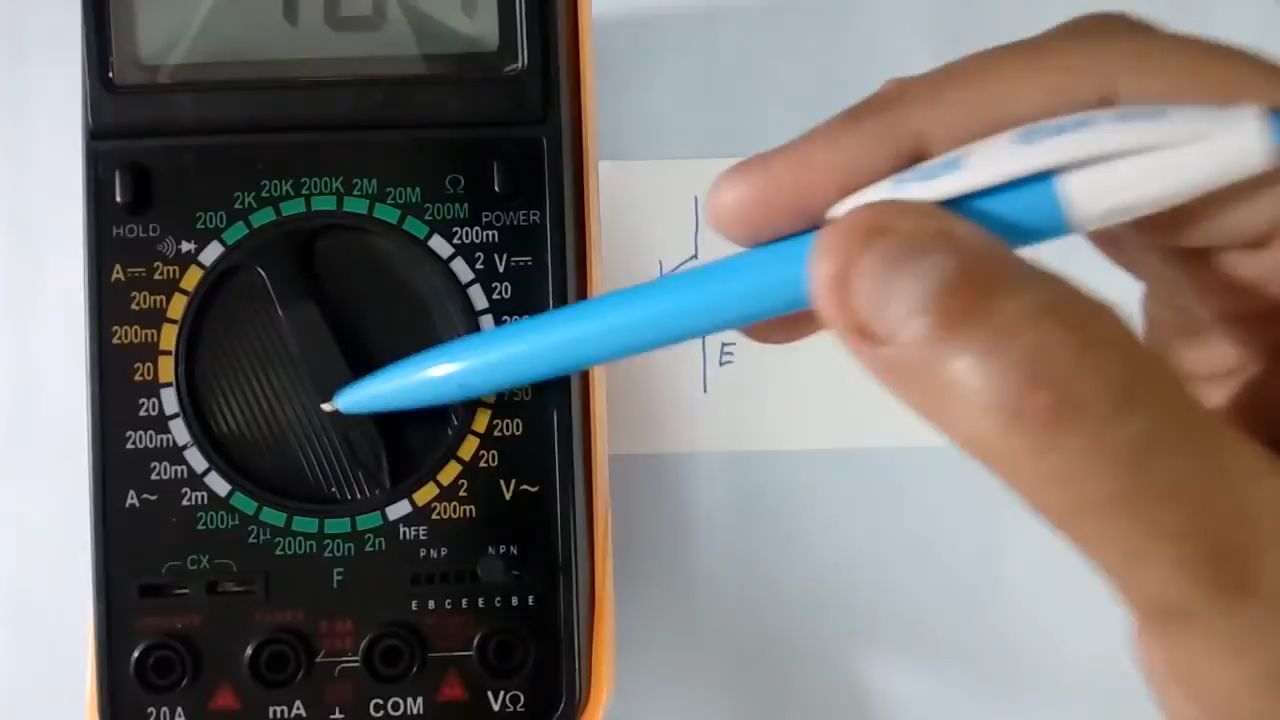 HOLD
POWER
200 2K 20K 200K 2M 20M 200M Ω
A⎓ 2m
20m
200m
20
20
200m
20m
A~ 2m
200m
2 V⎓
20
750
200
20
2 V~
200m
200µ 2µ 200n 20n 2n hFE
F
CX
PNP NPN
E B C E E C B E
20A mA COM VΩ
E